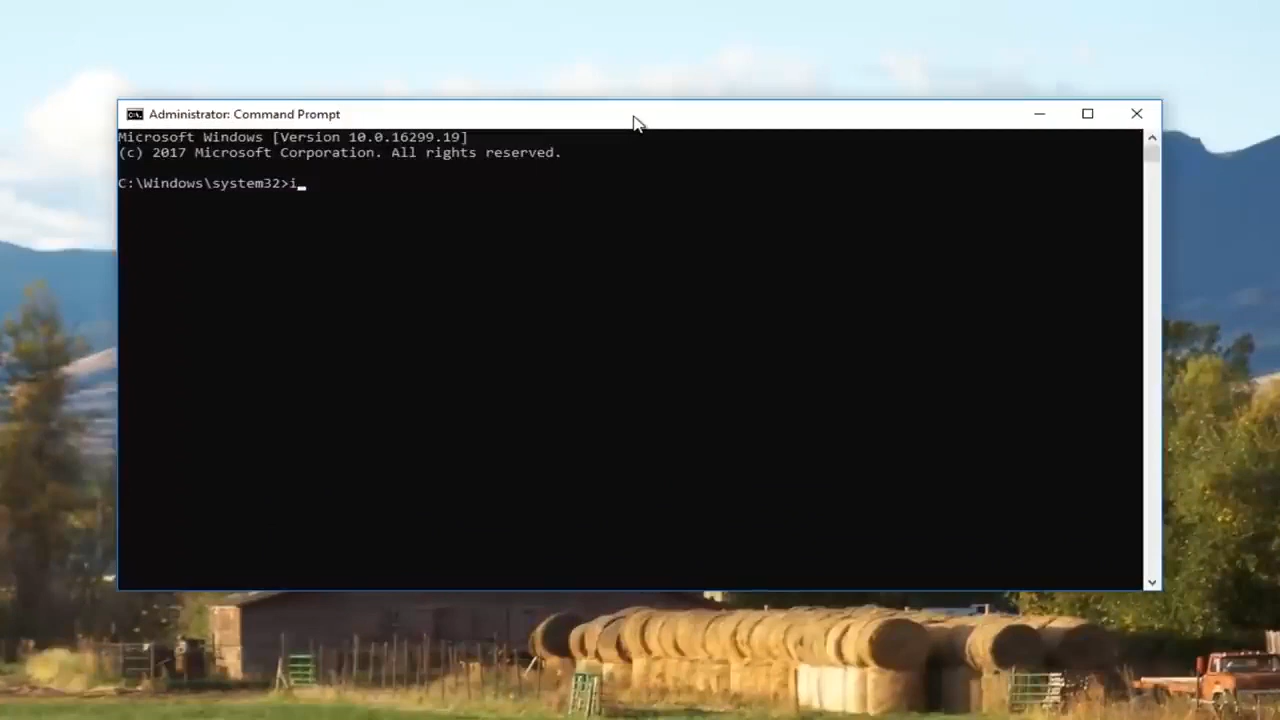 Administrator: Command Prompt
Microsoft Windows [Version 10.0.16299.19]
(c) 2017 Microsoft Corporation. All rights reserved.
C:\Windows\system32>i